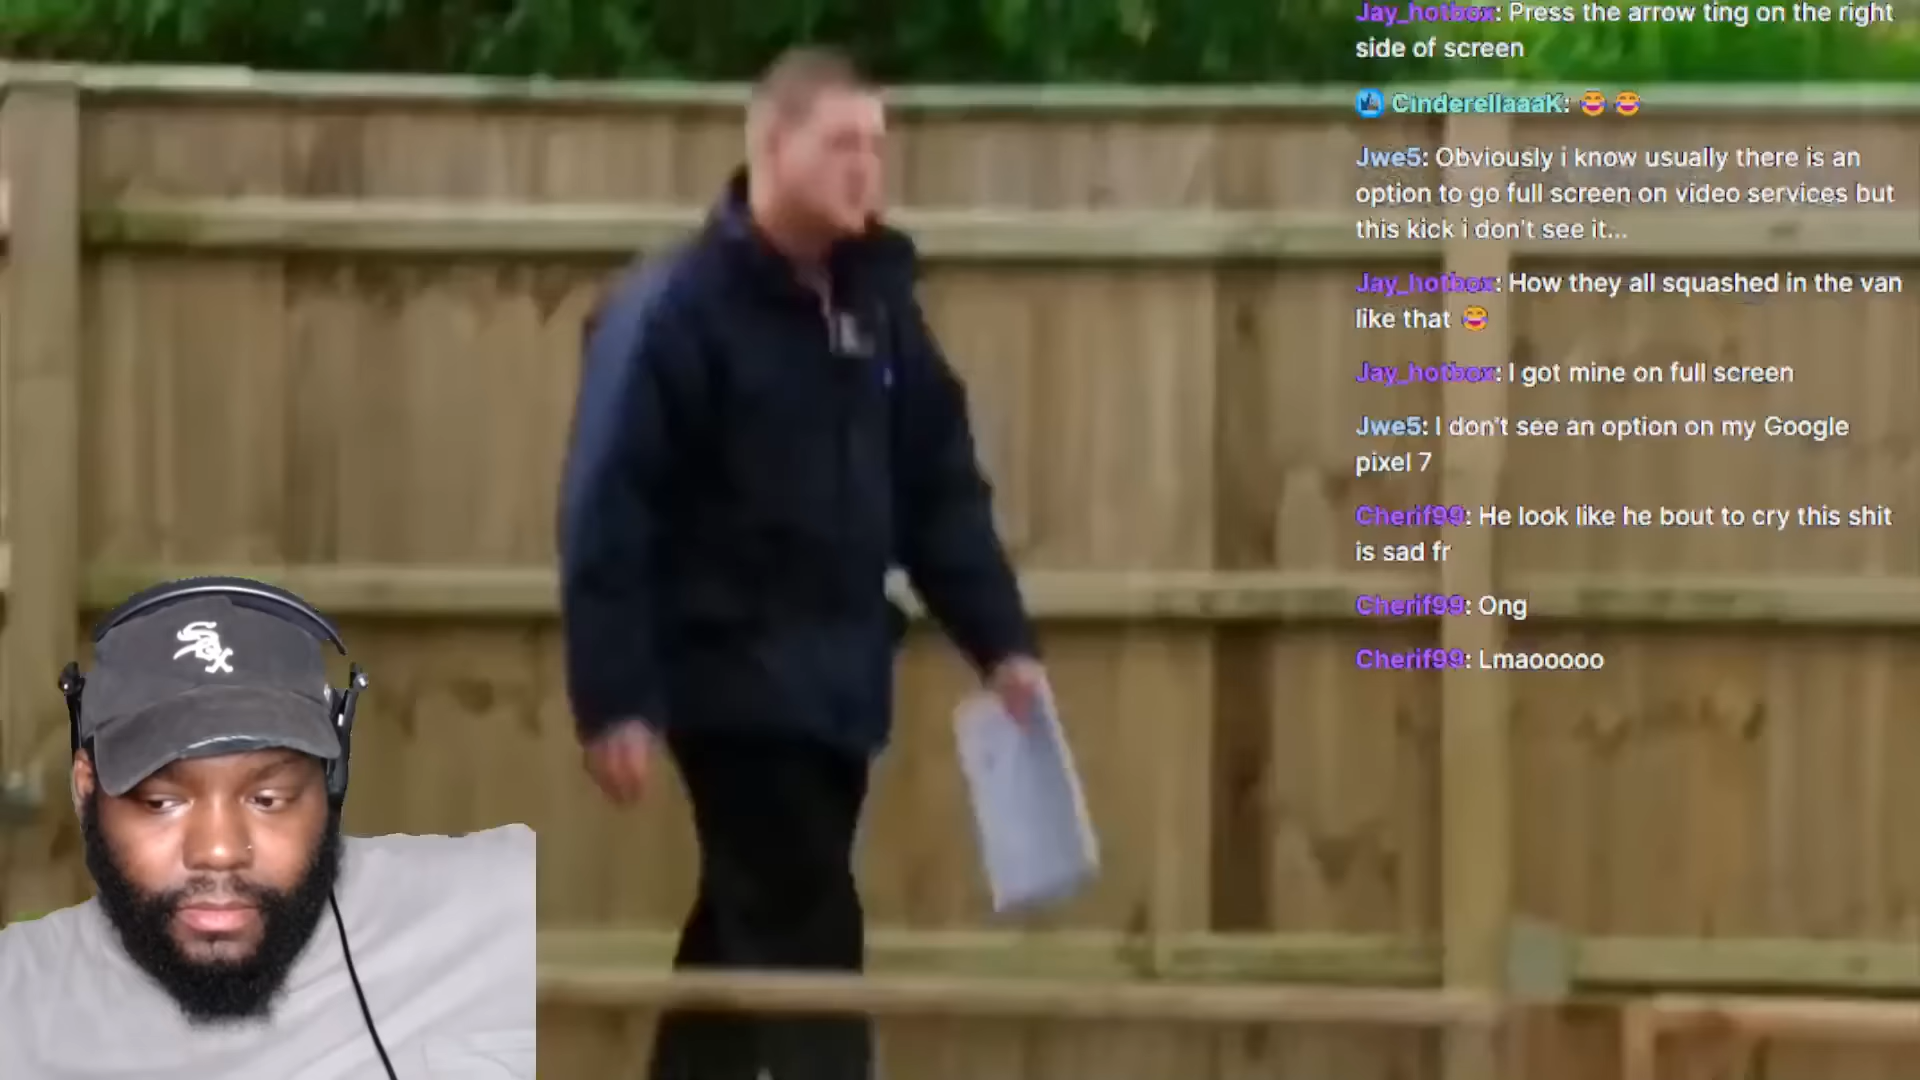 Jay_hotbox: Press the arrow ting on the right
side of screen
CinderellaaaK: 😂 😂
Jwe5: Obviously i know usually there is an
option to go full screen on video services but
this kick i don't see it...
Jay_hotbox: How they all squashed in the van
like that 😂
Jay_hotbox: I got mine on full screen
Jwe5: I don't see an option on my Google
pixel 7
Cherif99: He look like he bout to cry this shit
is sad fr
Cherif99: Ong
Cherif99: Lmaooooo
Sox